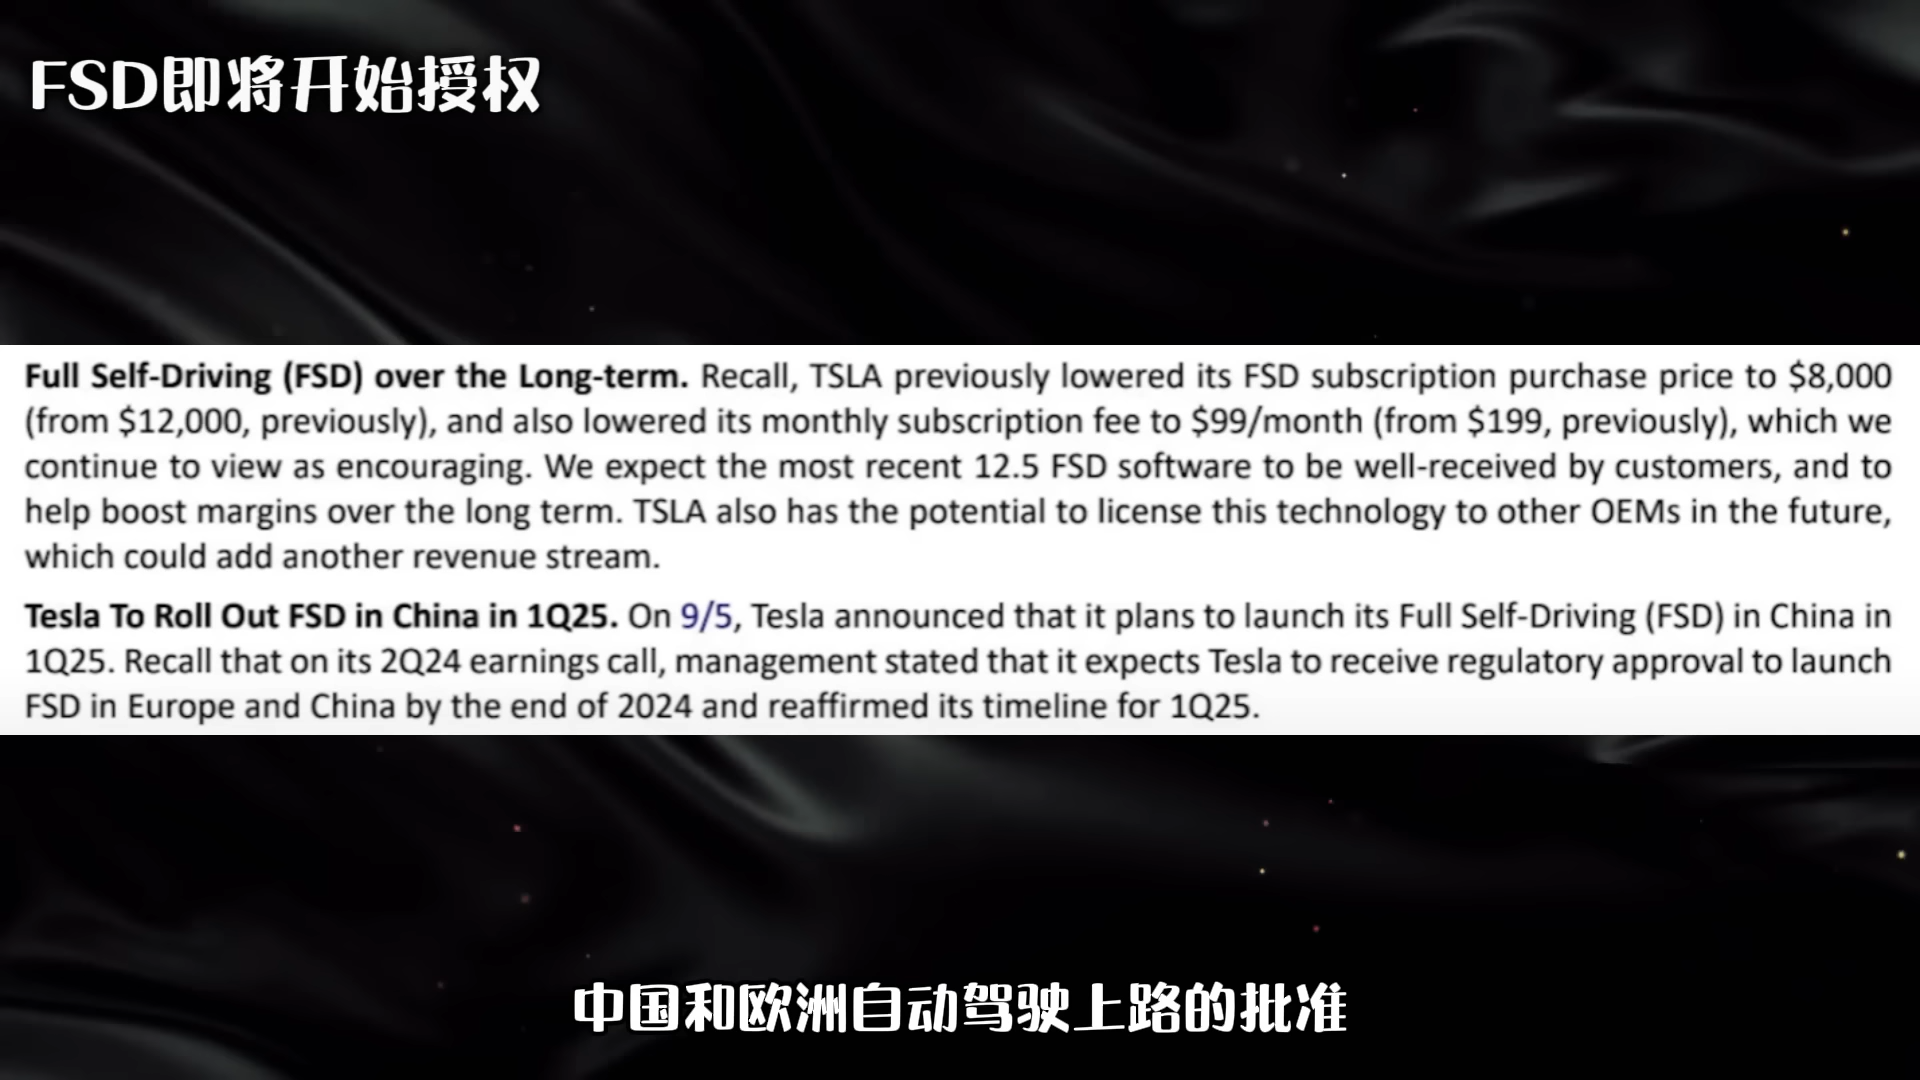 FSD即将开始授权
Full Self-Driving (FSD) over the Long-term. Recall, TSLA previously lowered its FSD subscription purchase price to $8,000
(from $12,000, previously), and also lowered its monthly subscription fee to $99/month (from $199, previously), which we
continue to view as encouraging. We expect the most recent 12.5 FSD software to be well-received by customers, and to
help boost margins over the long term. TSLA also has the potential to license this technology to other OEMs in the future,
which could add another revenue stream.
Tesla To Roll Out FSD in China in 1Q25. On 9/5, Tesla announced that it plans to launch its Full Self-Driving (FSD) in China in
1Q25. Recall that on its 2Q24 earnings call, management stated that it expects Tesla to receive regulatory approval to launch
FSD in Europe and China by the end of 2024 and reaffirmed its timeline for 1Q25.
中国和欧洲自动驾驶上路的批准